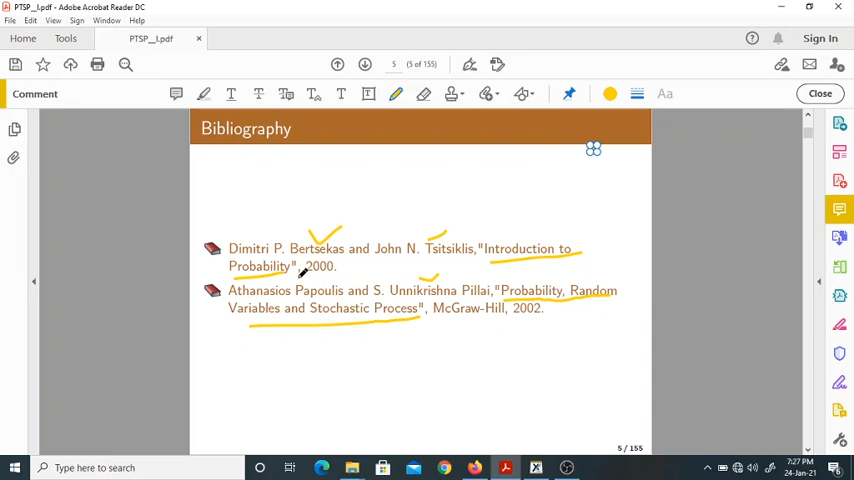 PTSP__I.pdf - Adobe Acrobat Reader DC
File Edit View Sign Window Help
Home Tools PTSP__I.pdf × Sign In
5 (5 of 155)
Comment Aa Close
Bibliography
Dimitri P. Bertsekas and John N. Tsitsiklis,"Introduction to
Probability", 2000.
Athanasios Papoulis and S. Unnikrishna Pillai,"Probability, Random
Variables and Stochastic Process", McGraw-Hill, 2002.
5 / 155
Type here to search
7:27 PM
24-Jan-21